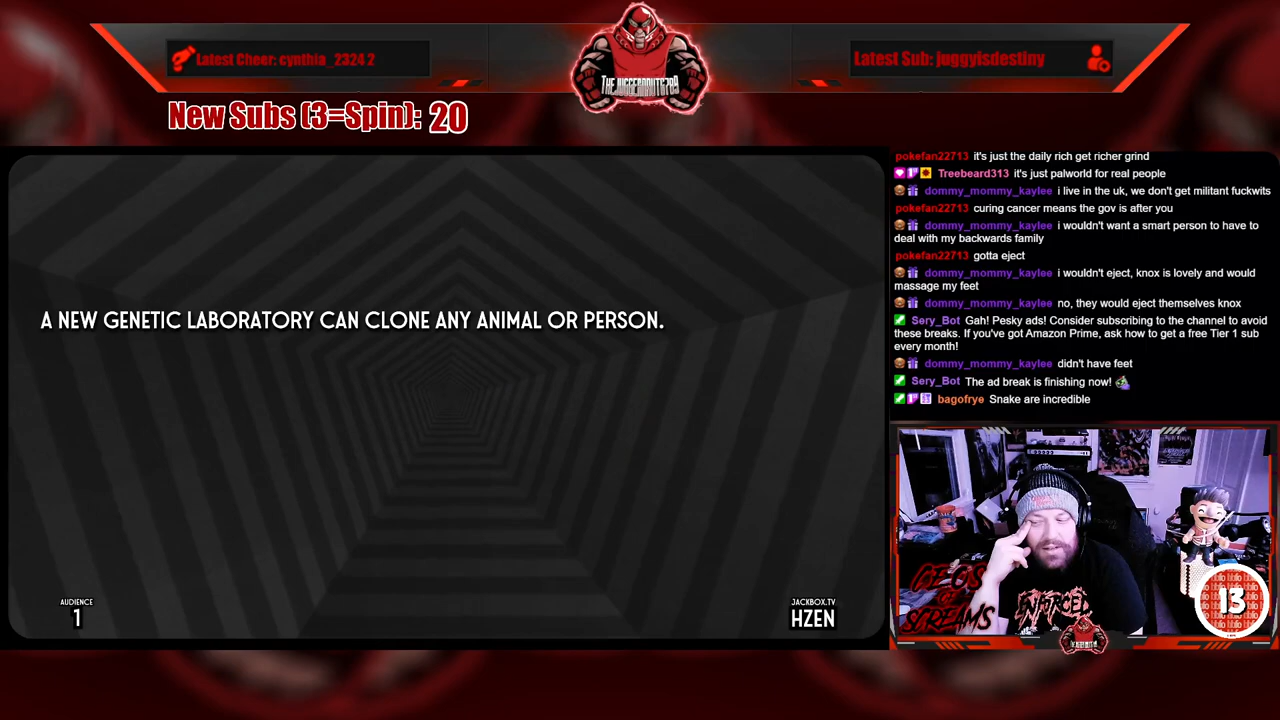 Latest Cheer: cynthia_2324 2
THEJUGGERNAUT6789
Latest Sub: juggyisdestiny
New Subs (3=Spin): 20
A NEW GENETIC LABORATORY CAN CLONE ANY ANIMAL OR PERSON.
AUDIENCE
1
JACKBOX.TV
HZEN
pokefan22713 it's just the daily rich get richer grind
Treebeard313 it's just palworld for real people
dommy_mommy_kaylee i live in the uk, we don't get militant fuckwits
pokefan22713 curing cancer means the gov is after you
dommy_mommy_kaylee i wouldn't want a smart person to have to
deal with my backwards family
pokefan22713 gotta eject
dommy_mommy_kaylee i wouldn't eject, knox is lovely and would
massage my feet
dommy_mommy_kaylee no, they would eject themselves knox
Sery_Bot Gah! Pesky ads! Consider subscribing to the channel to avoid
these breaks. If you've got Amazon Prime, ask how to get a free Tier 1 sub
every month!
dommy_mommy_kaylee didn't have feet
Sery_Bot The ad break is finishing now!
bagofrye Snake are incredible
SCREAMS
ENFORCED
13